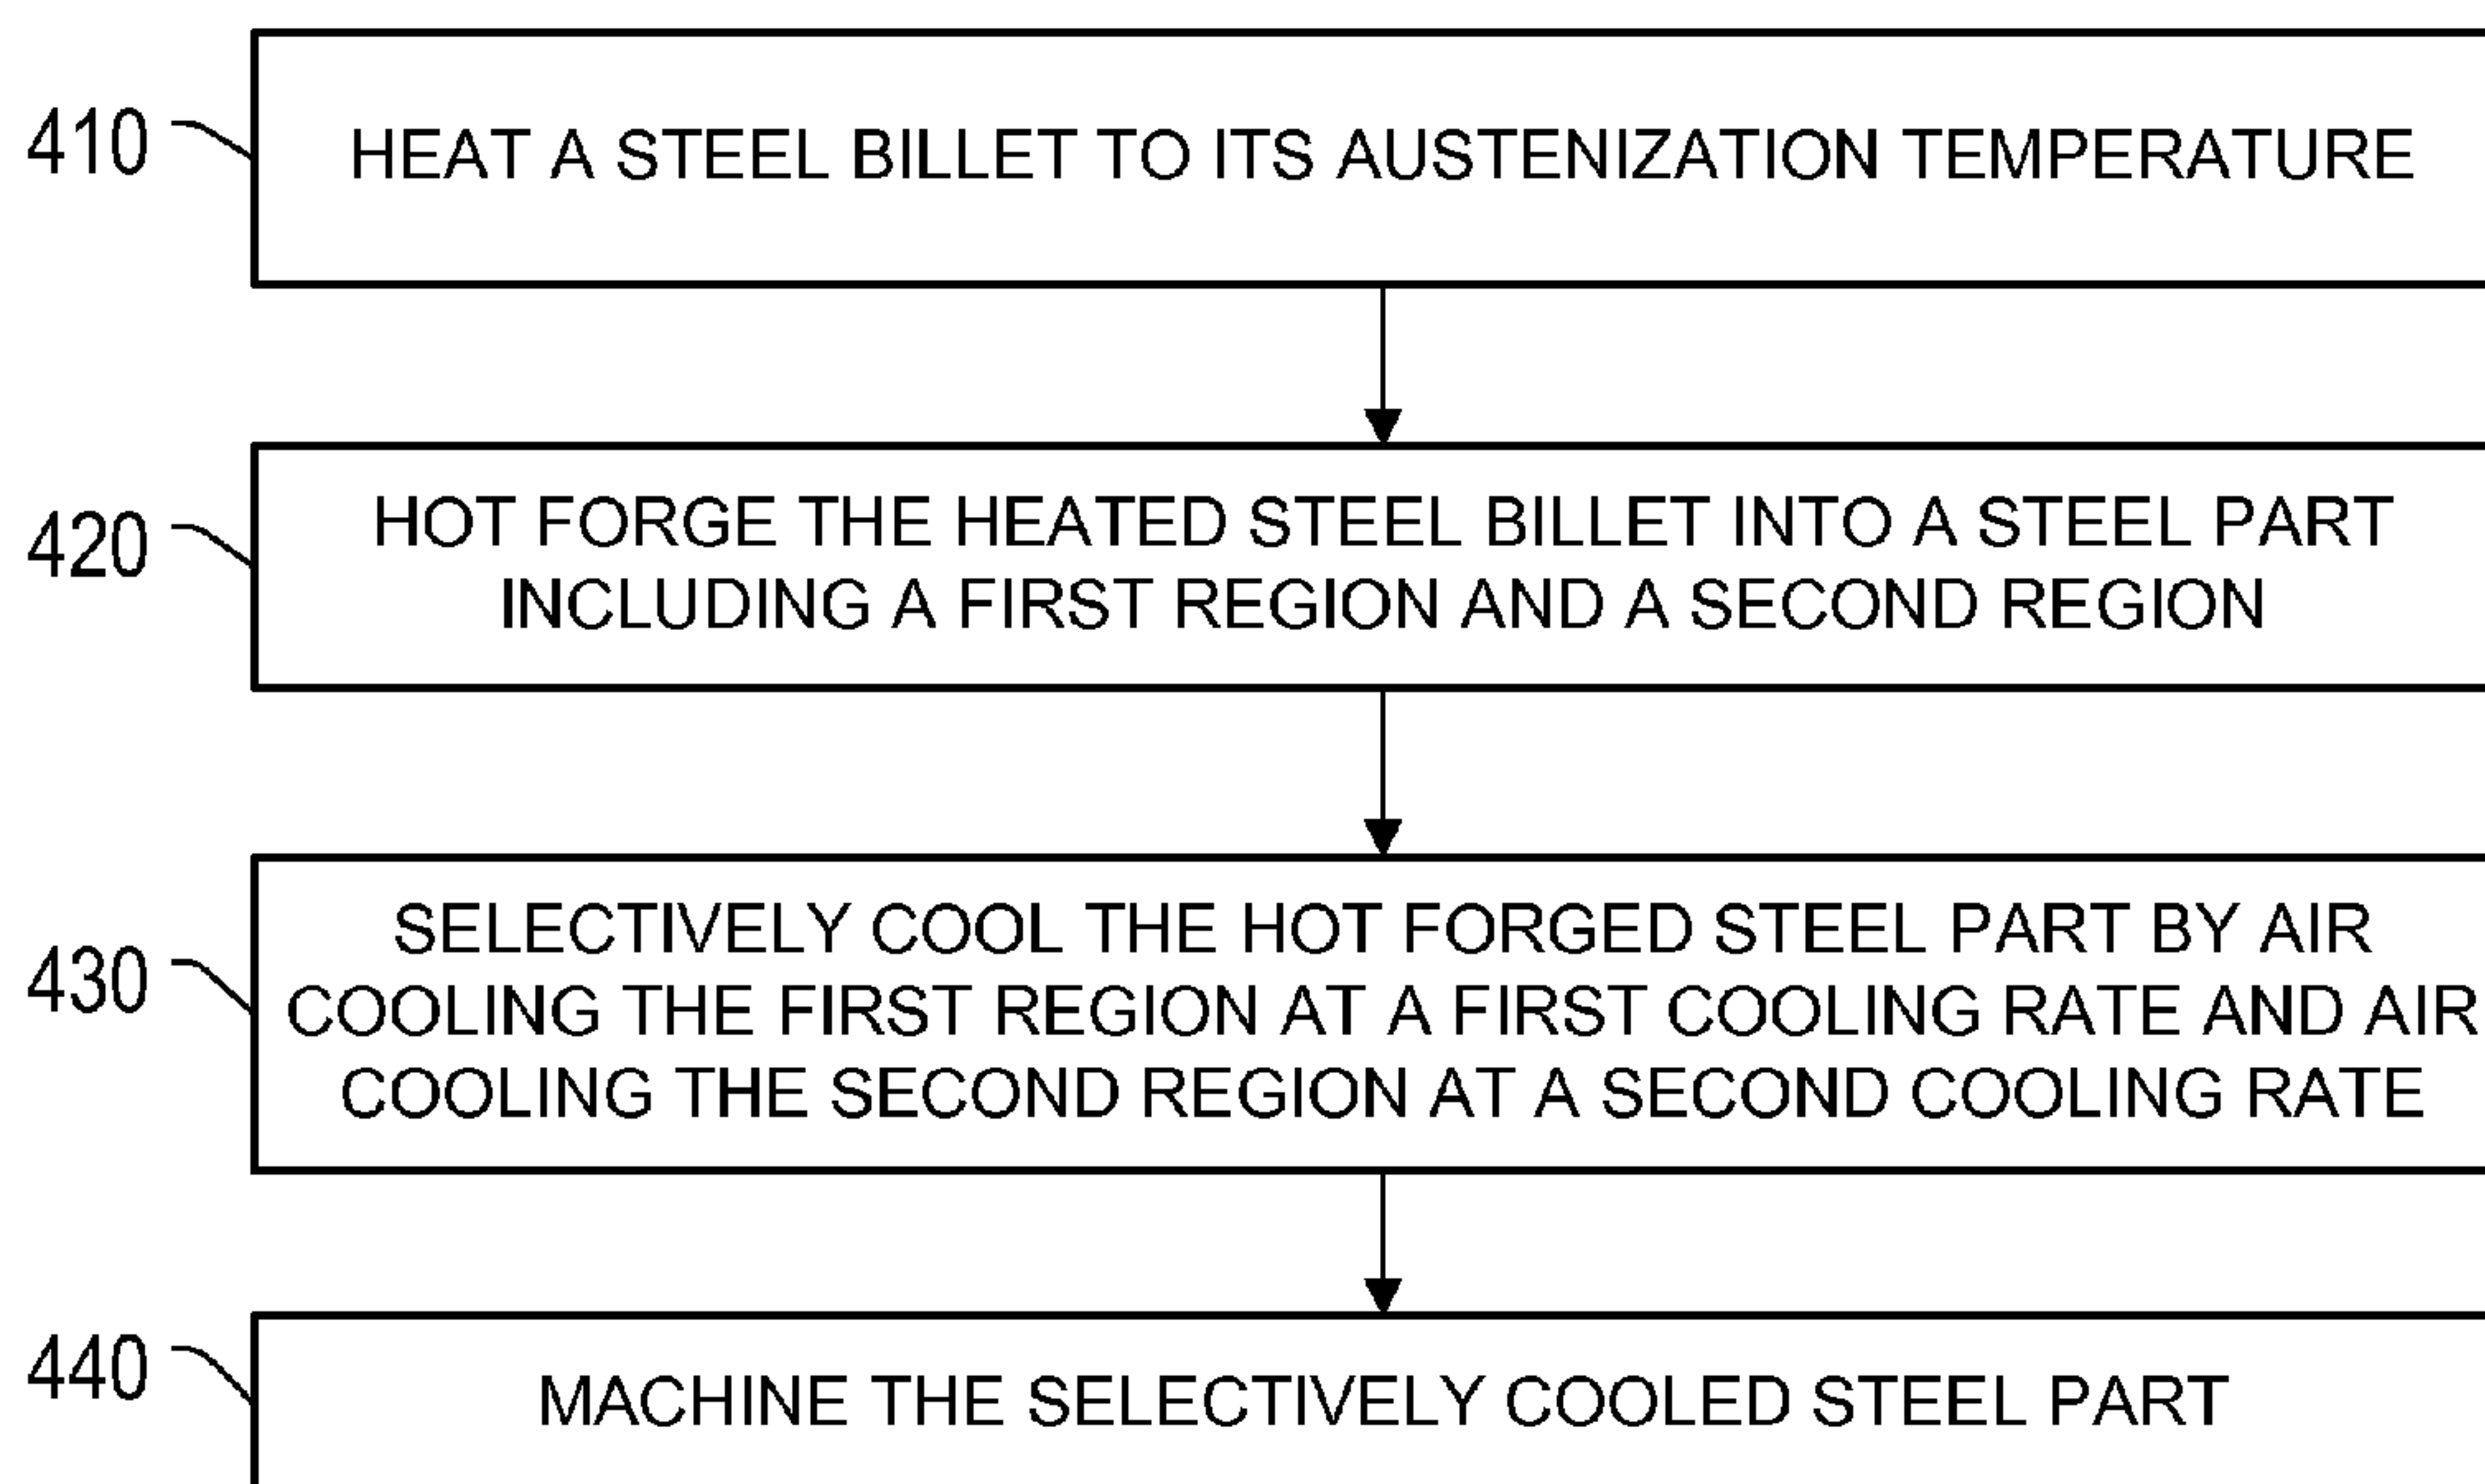 410
HEAT A STEEL BILLET TO ITS AUSTENIZATION TEMPERATURE
420
HOT FORGE THE HEATED STEEL BILLET INTO A STEEL PART
INCLUDING A FIRST REGION AND A SECOND REGION
430
SELECTIVELY COOL THE HOT FORGED STEEL PART BY AIR
COOLING THE FIRST REGION AT A FIRST COOLING RATE AND AIR
COOLING THE SECOND REGION AT A SECOND COOLING RATE
440
MACHINE THE SELECTIVELY COOLED STEEL PART